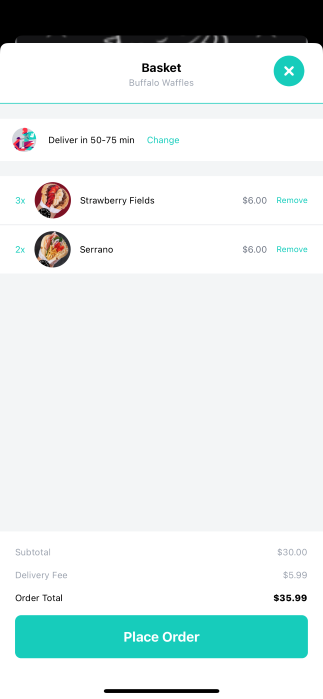 Basket
Buffalo Waffles
Deliver in 50-75 min Change
3x Strawberry Fields $6.00 Remove
2x Serrano $6.00 Remove
Subtotal $30.00
Delivery Fee $5.99
Order Total $35.99
Place Order